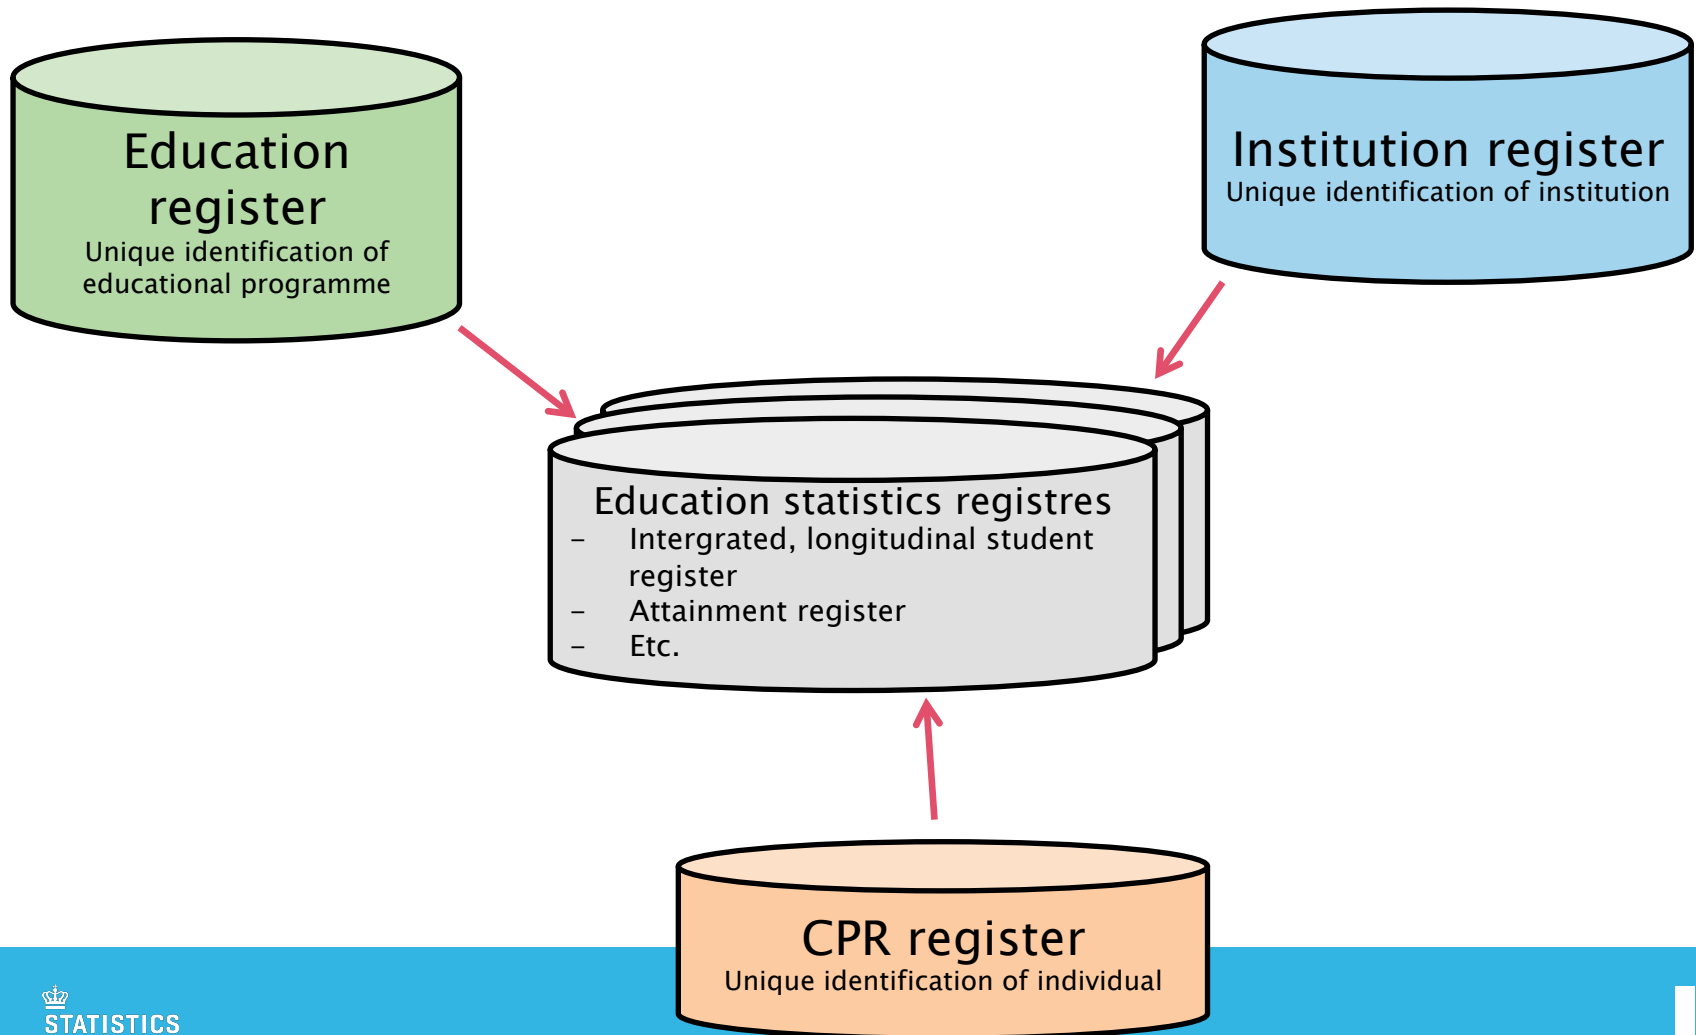 Education
register
Unique identification of
educational programme
Institution register
Unique identification of institution
Education statistics registres
– Intergrated, longitudinal student
register
– Attainment register
– Etc.
CPR register
Unique identification of individual
STATISTICS